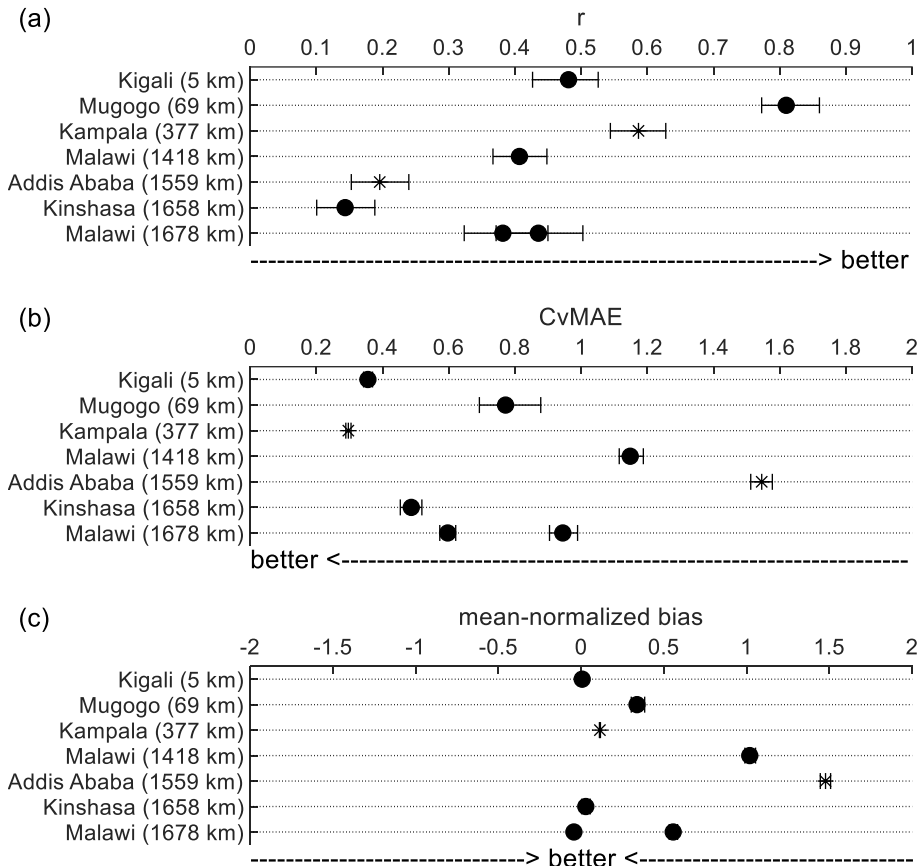 (a)
r
0 0.1 0.2 0.3 0.4 0.5 0.6 0.7 0.8 0.9 1
Kigali (5 km)
Mugogo (69 km)
Kampala (377 km)
Malawi (1418 km)
Addis Ababa (1559 km)
Kinshasa (1658 km)
Malawi (1678 km)
--------------------------------------------------> better
(b)
CvMAE
0 0.2 0.4 0.6 0.8 1 1.2 1.4 1.6 1.8 2
Kigali (5 km)
Mugogo (69 km)
Kampala (377 km)
Malawi (1418 km)
Addis Ababa (1559 km)
Kinshasa (1658 km)
Malawi (1678 km)
better <--------------------------------------------------
(c)
mean-normalized bias
-2 -1.5 -1 -0.5 0 0.5 1 1.5 2
Kigali (5 km)
Mugogo (69 km)
Kampala (377 km)
Malawi (1418 km)
Addis Ababa (1559 km)
Kinshasa (1658 km)
Malawi (1678 km)
------------------------> better <------------------------